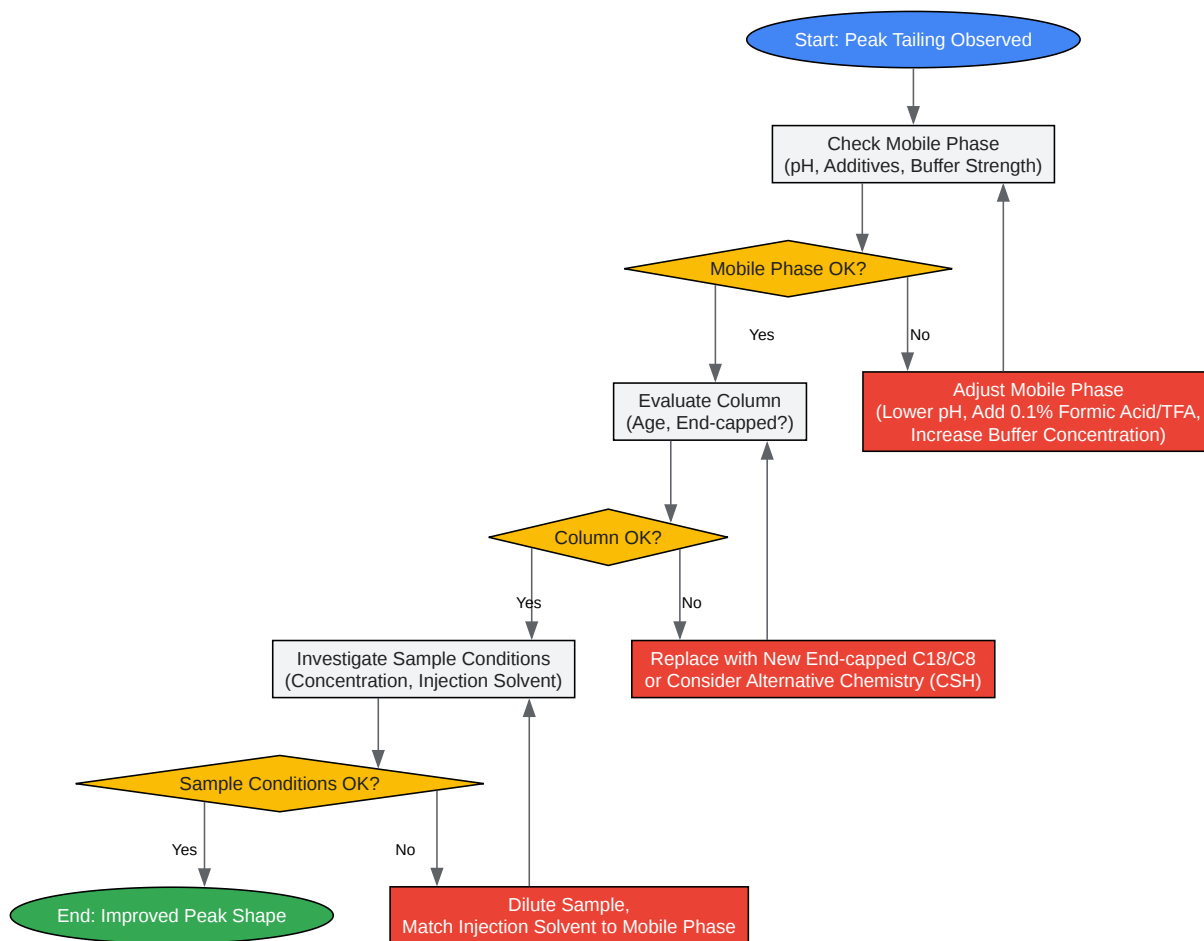 Start: Peak Tailing Observed
Check Mobile Phase
(pH, Additives, Buffer Strength)
Mobile Phase OK?
Yes
No
Adjust Mobile Phase
(Lower pH, Add 0.1% Formic Acid/TFA,
Increase Buffer Concentration)
Evaluate Column
(Age, End-capped?)
Column OK?
Yes
No
Investigate Sample Conditions
(Concentration, Injection Solvent)
Replace with New End-capped C18/C8
or Consider Alternative Chemistry (CSH)
Sample Conditions OK?
Yes
No
End: Improved Peak Shape
Dilute Sample,
Match Injection Solvent to Mobile Phase